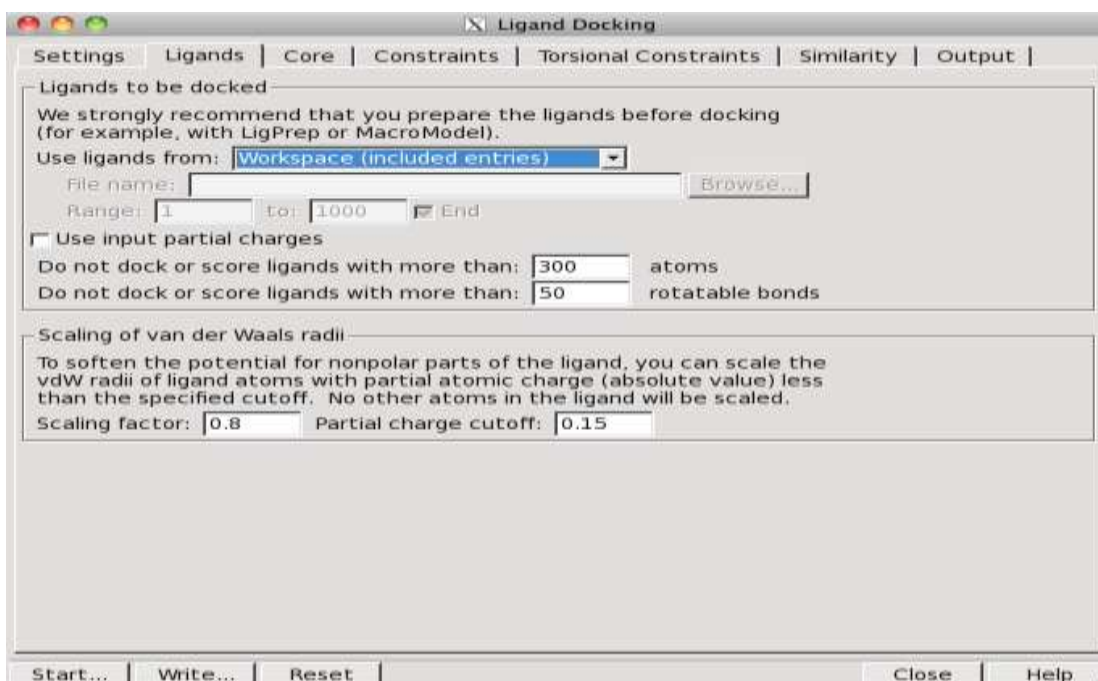 Ligand Docking
Settings Ligands Core Constraints Torsional Constraints Similarity Output
Ligands to be docked
We strongly recommend that you prepare the ligands before docking
(for example, with LigPrep or MacroModel).
Use ligands from: Workspace (included entries)
File name: Browse...
Range: 1 to: 1000 End
Use input partial charges
Do not dock or score ligands with more than: 300 atoms
Do not dock or score ligands with more than: 50 rotatable bonds
Scaling of van der Waals radii
To soften the potential for nonpolar parts of the ligand, you can scale the
vdW radii of ligand atoms with partial atomic charge (absolute value) less
than the specified cutoff. No other atoms in the ligand will be scaled.
Scaling factor: 0.8 Partial charge cutoff: 0.15
Start... Write... Reset Close Help